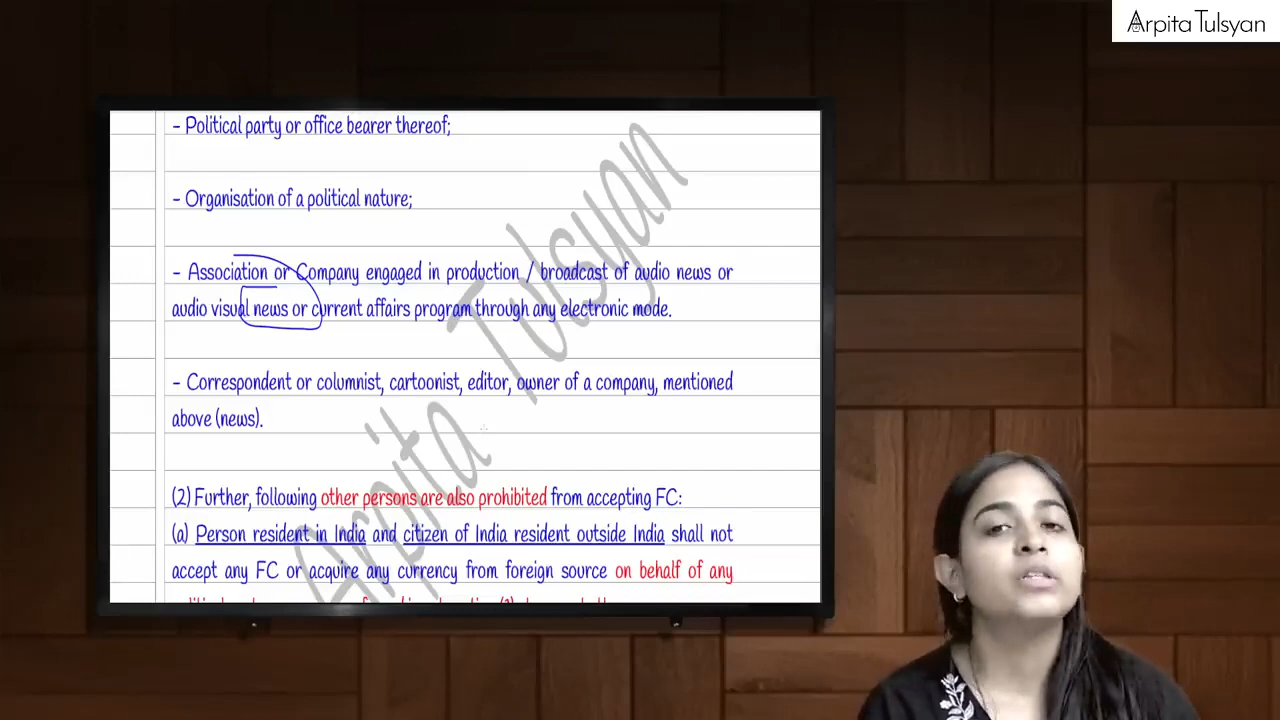 Arpita Tulsyan
- Political party or office bearer thereof;
- Organisation of a political nature;
- Association or Company engaged in production / broadcast of audio news or
audio visual news or current affairs program through any electronic mode.
- Correspondent or columnist, cartoonist, editor, owner of a company, mentioned
above (news).
(2) Further, following other persons are also prohibited from accepting FC:
(a) Person resident in India and citizen of India resident outside India shall not
accept any FC or acquire any currency from foreign source on behalf of any
Arpita Tulsyan